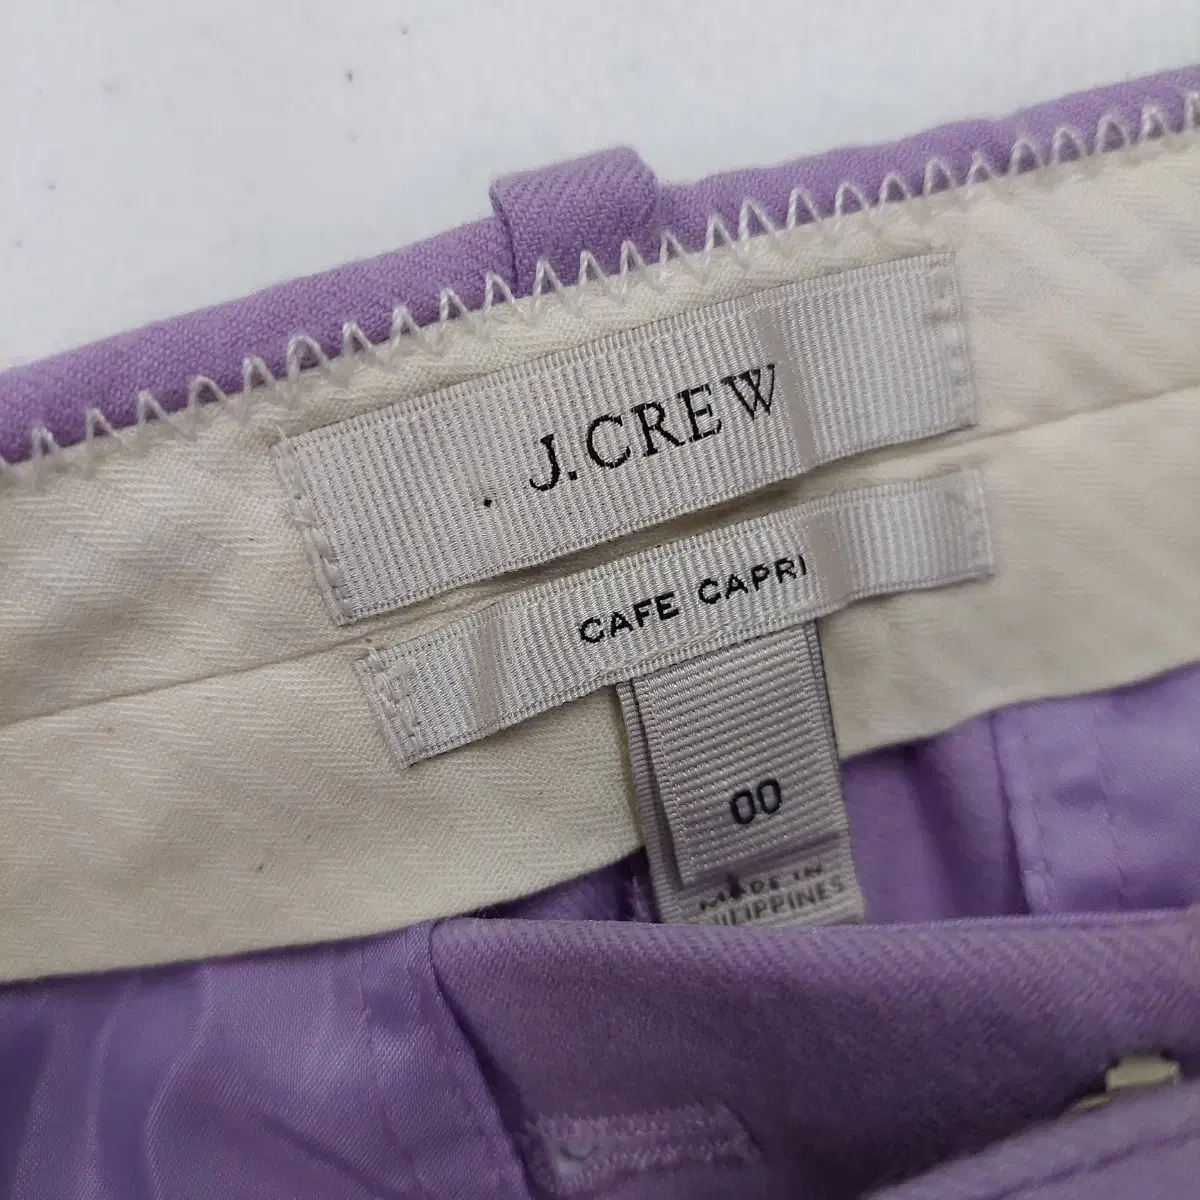 J.CREW
CAFE CAPRI
00
MADE IN
PHILIPPINES